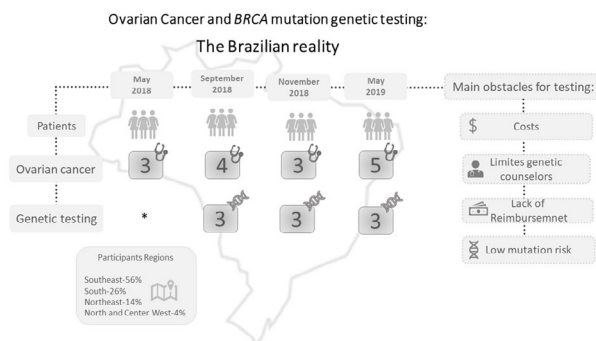 Ovarian Cancer and BRCA mutation genetic testing:
The Brazilian reality
May
2018
September
2018
November
2018
May
2019
Main obstacles for testing:
Patients
Ovarian cancer
3
4
3
5
Genetic testing
*
3
3
3
$
Costs
Limites genetic
counselors
Lack of
Reimbursemnet
Low mutation risk
Participants Regions
Southeast-56%
South-26%
Northeast-14%
North and Center West-4%